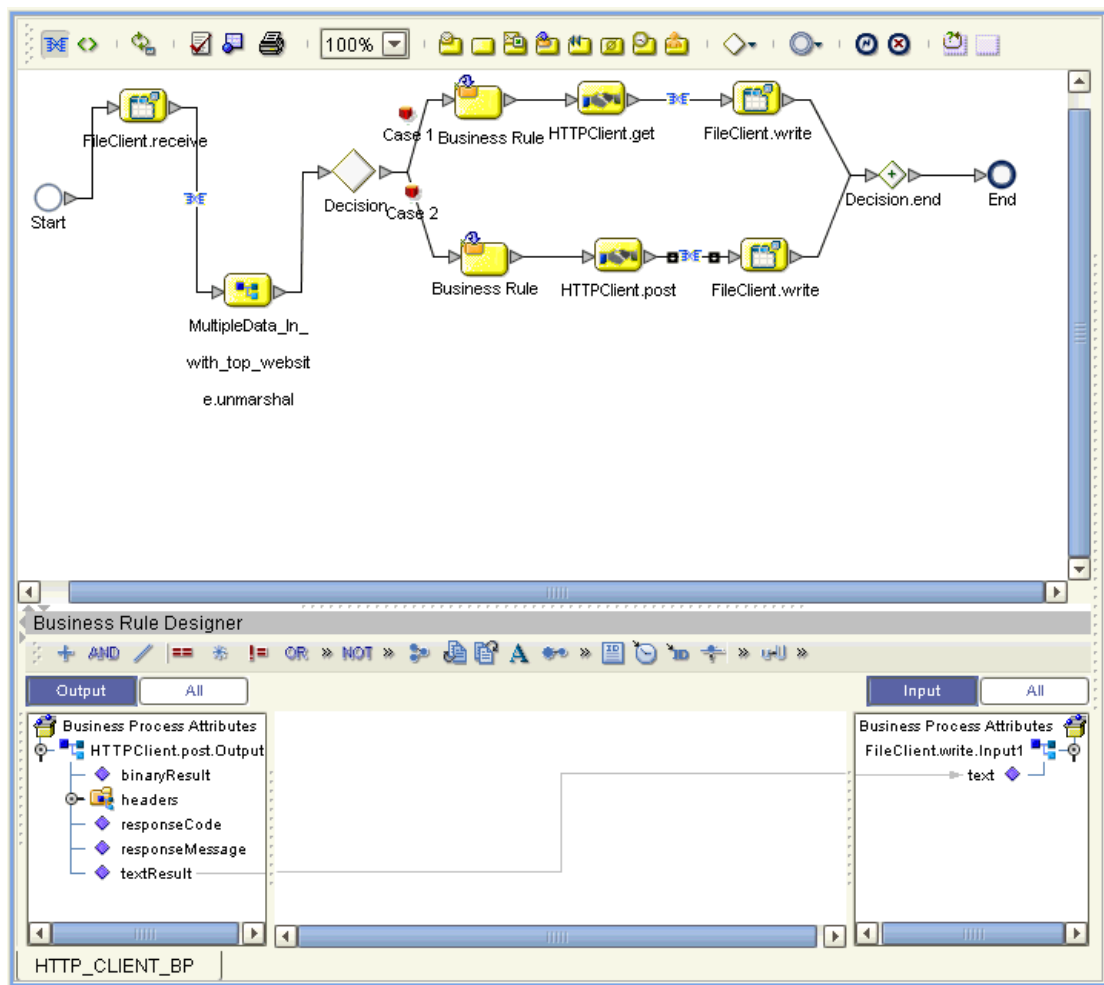 100%
Case 1
FileClient.receive
Business Rule
HTTPClient.get
FileClient.write
Start
Decision
Case 2
Decision.end
End
Business Rule
HTTPClient.post
FileClient.write
MultipleData_In_
with_top_websit
e.unmarshal
Business Rule Designer
AND == != OR » NOT » A » ID ID » u+U »
Output All Input All
Business Process Attributes
HTTPClient.post.Output
binaryResult
headers
responseCode
responseMessage
textResult
Business Process Attributes
FileClient.write.Input1
text
HTTP_CLIENT_BP